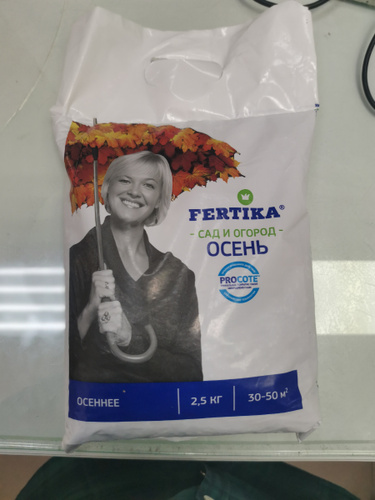 FERTIKA®
- САД И ОГОРОД -
ОСЕНЬ
PROCOTE
ОСЕННЕЕ
2,5 КГ
30-50 м²